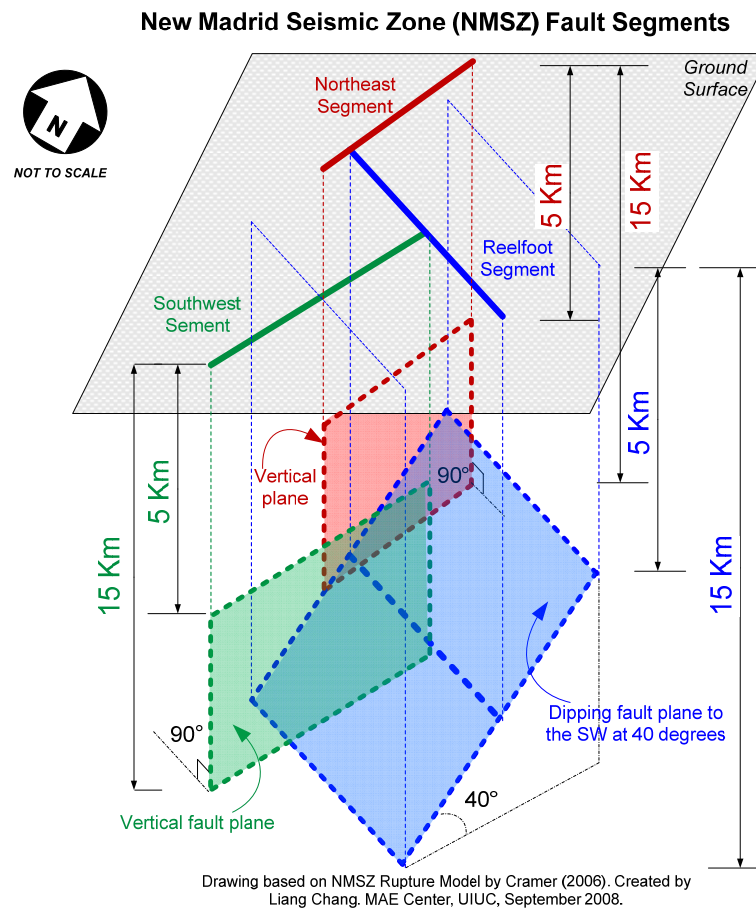 New Madrid Seismic Zone (NMSZ) Fault Segments
Ground
Surface
Northeast
Segment
N
NOT TO SCALE
5 Km
15 Km
Reelfoot
Segment
Southwest
Sement
5 Km
15 Km
5 Km
15 Km
Vertical
plane
90°
90°
Dipping fault plane to
the SW at 40 degrees
40°
Vertical fault plane
Drawing based on NMSZ Rupture Model by Cramer (2006). Created by
Liang Chang. MAE Center, UIUC, September 2008.